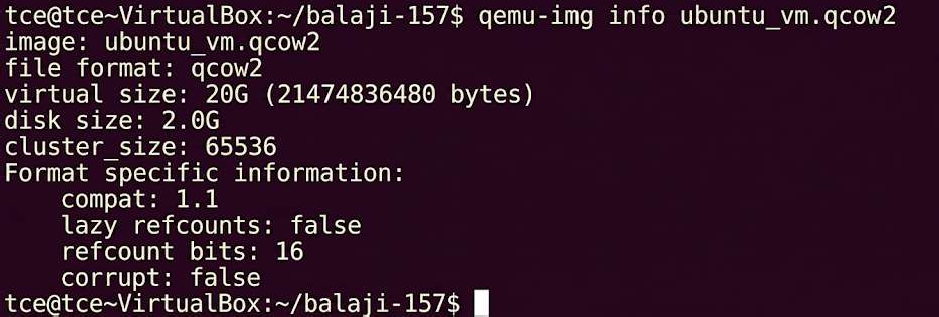 tce@tce~VirtualBox:~/balaji-157$ qemu-img info ubuntu_vm.qcow2
image: ubuntu_vm.qcow2
file format: qcow2
virtual size: 20G (21474836480 bytes)
disk size: 2.0G
cluster_size: 65536
Format specific information:
    compat: 1.1
    lazy refcounts: false
    refcount bits: 16
    corrupt: false
tce@tce~VirtualBox:~/balaji-157$